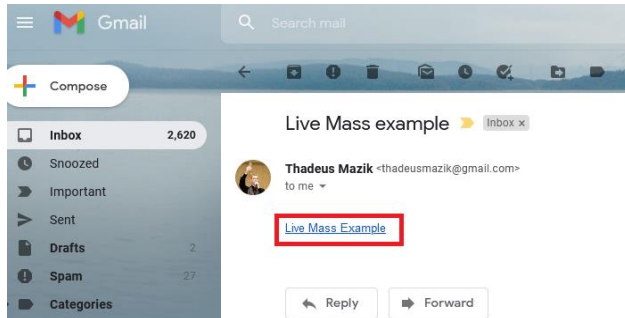 Gmail
Search mail
Compose
Live Mass example Inbox x
Inbox 2,620
Snoozed
Thadeus Mazik <thadeusmazik@gmail.com>
to me
Important
Sent
Live Mass Example
Drafts 2
Spam 27
Categories
Reply Forward